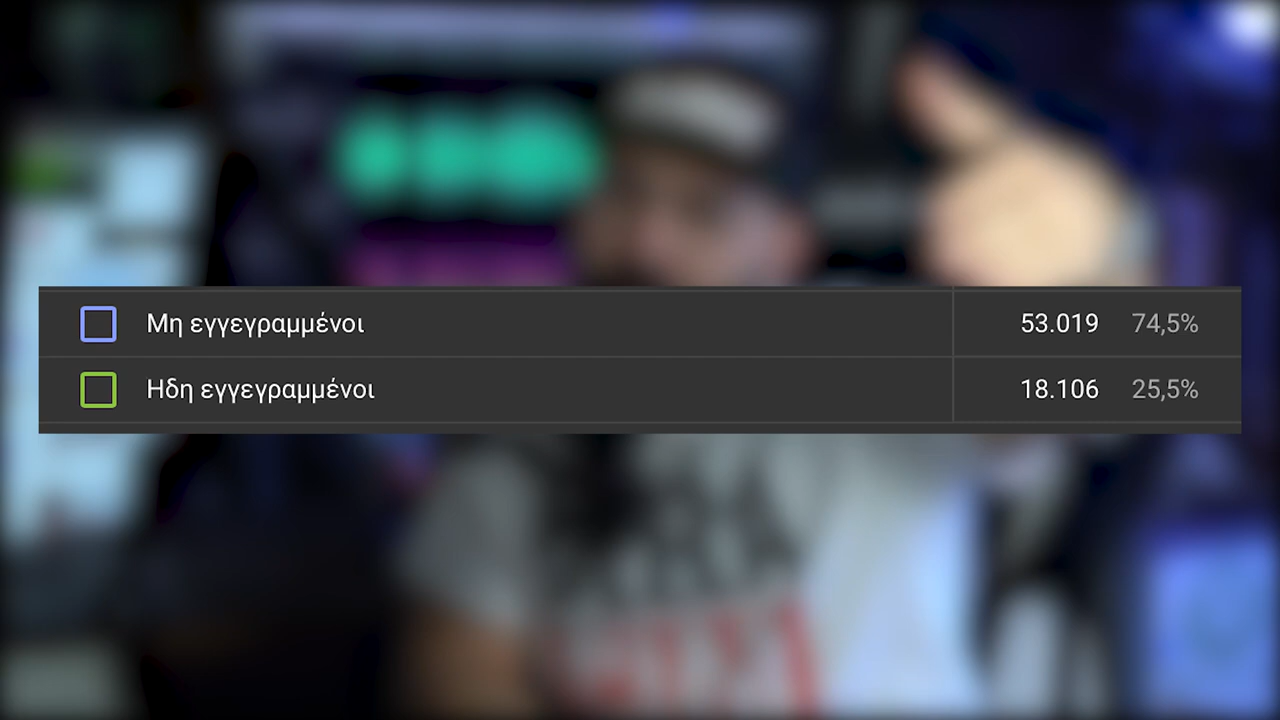 Μη εγγεγραμμένοι 53.019 74,5%
Ηδη εγγεγραμμένοι 18.106 25,5%